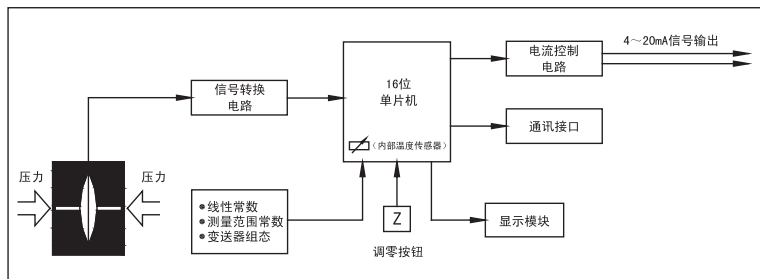 电流控制
电路
4～20mA信号输出
16位
单片机
信号转换
电路
通讯接口
（内部温度传感器）
压力
压力
●线性常数
●测量范围常数
●变送器组态
Z
调零按钮
显示模块